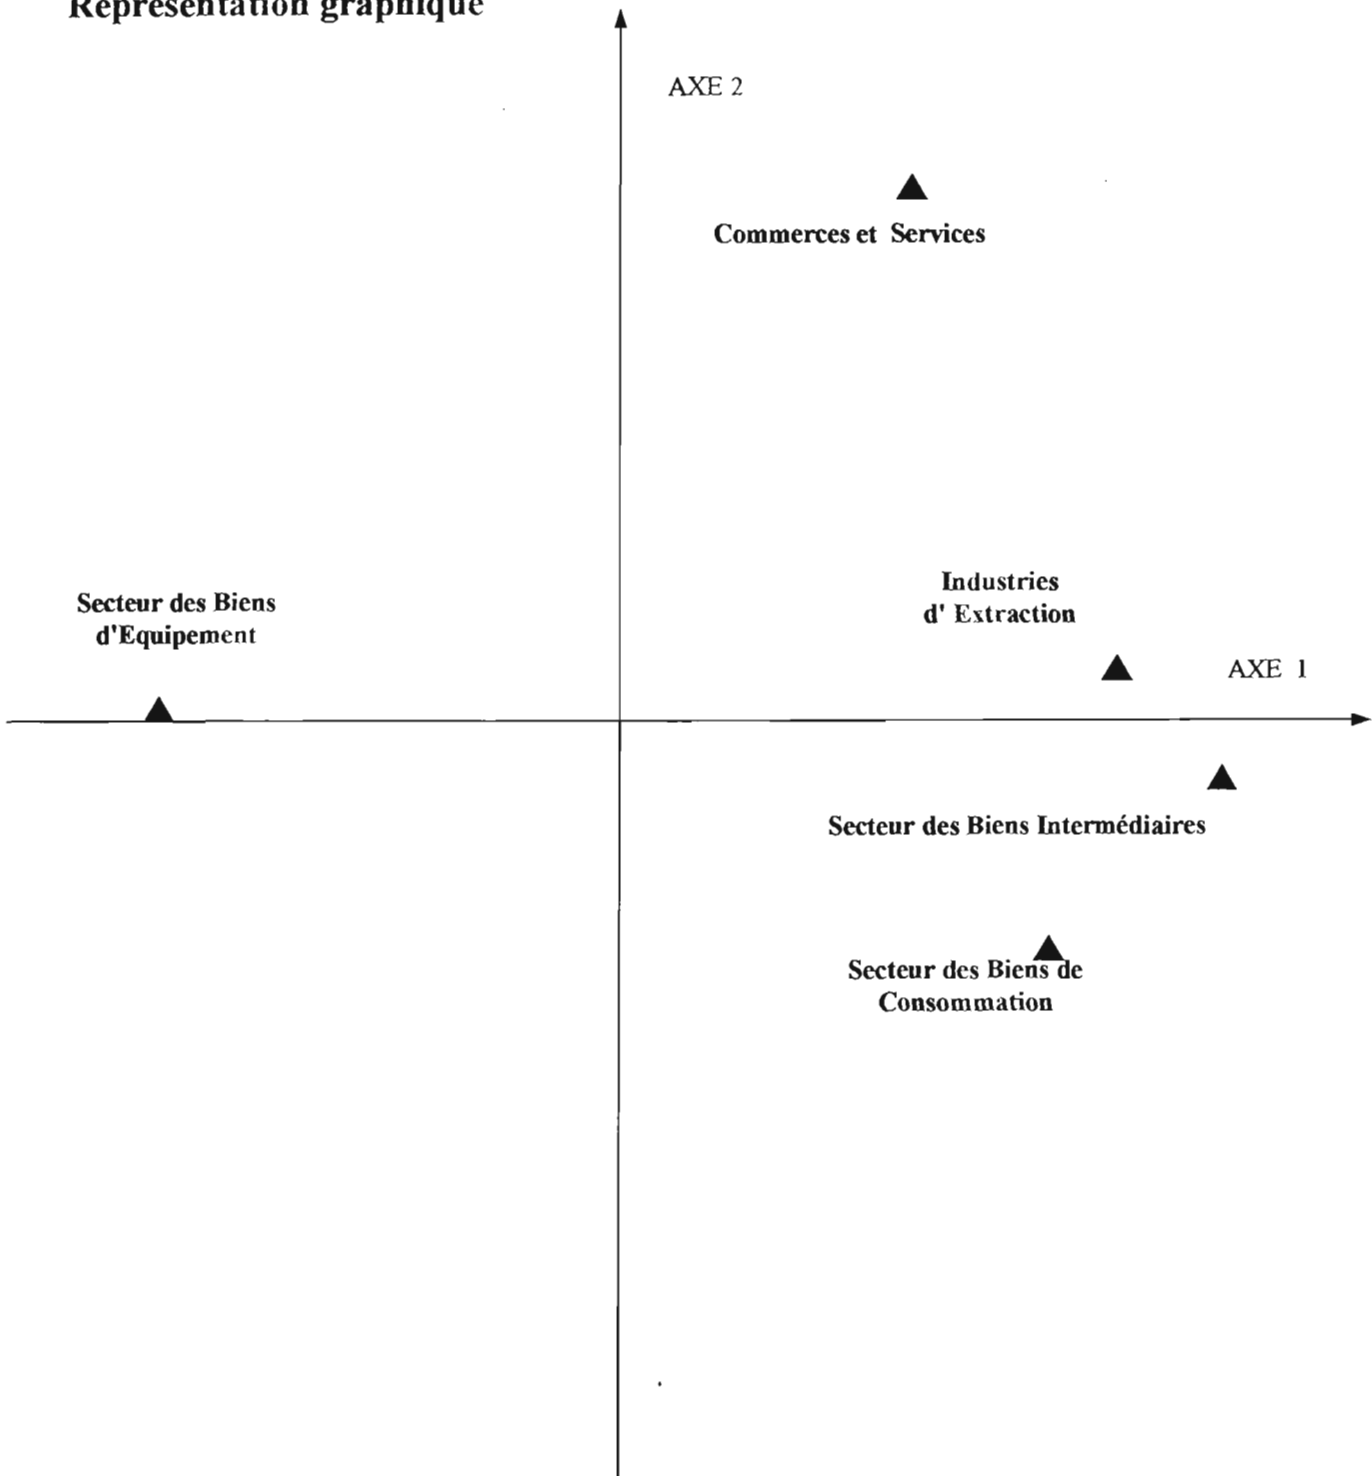 Représentation graphique
AXE 2
Commerces et Services
Industries
d' Extraction
Secteur des Biens
d'Equipement
AXE 1
Secteur des Biens Intermédiaires
Secteur des Biens de
Consommation